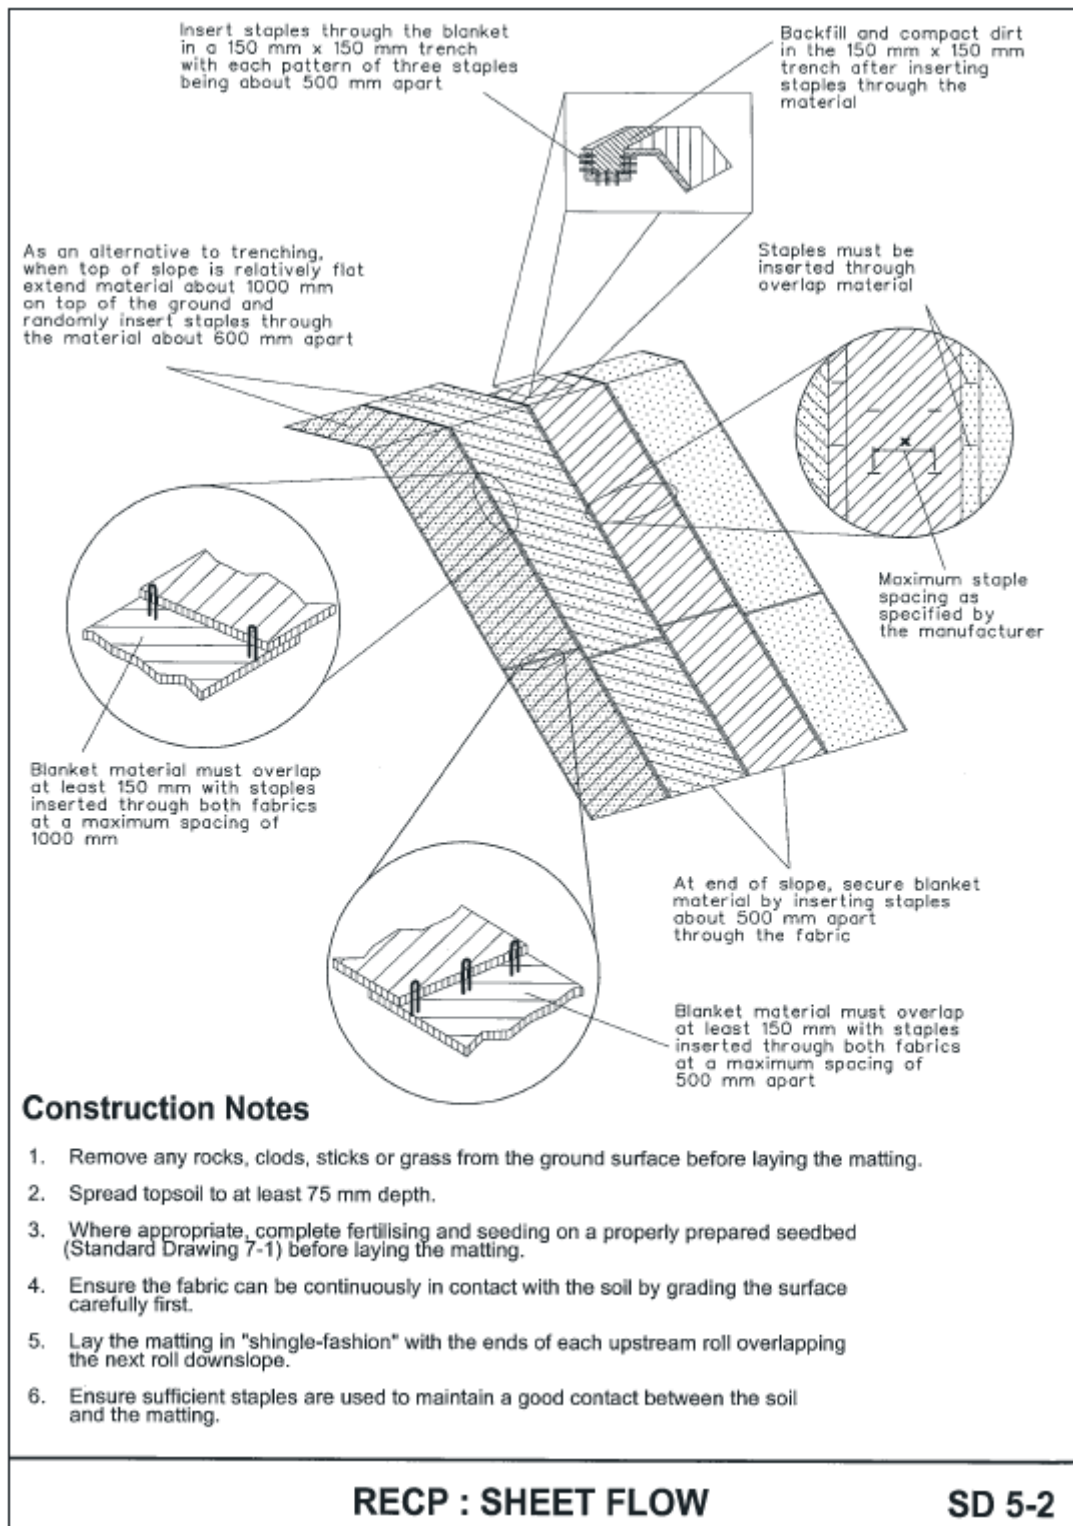 Insert staples through the blanket
in a 150 mm x 150 mm trench
with each pattern of three staples
being about 500 mm apart
Backfill and compact dirt
in the 150 mm x 150 mm
trench after inserting
staples through the
material
As an alternative to trenching,
when top of slope is relatively flat
extend material about 1000 mm
on top of the ground and
randomly insert staples through
the material about 600 mm apart
Staples must be
inserted through
overlap material
x
Maximum staple
spacing as
specified by
the manufacturer
Blanket material must overlap
at least 150 mm with staples
inserted through both fabrics
at a maximum spacing of
1000 mm
At end of slope, secure blanket
material by inserting staples
about 500 mm apart
through the fabric
Blanket material must overlap
at least 150 mm with staples
inserted through both fabrics
at a maximum spacing of
500 mm apart
Construction Notes
1. Remove any rocks, clods, sticks or grass from the ground surface before laying the matting.
2. Spread topsoil to at least 75 mm depth.
3. Where appropriate, complete fertilising and seeding on a properly prepared seedbed
(Standard Drawing 7-1) before laying the matting.
4. Ensure the fabric can be continuously in contact with the soil by grading the surface
carefully first.
5. Lay the matting in "shingle-fashion" with the ends of each upstream roll overlapping
the next roll downslope.
6. Ensure sufficient staples are used to maintain a good contact between the soil
and the matting.
RECP : SHEET FLOW
SD 5-2